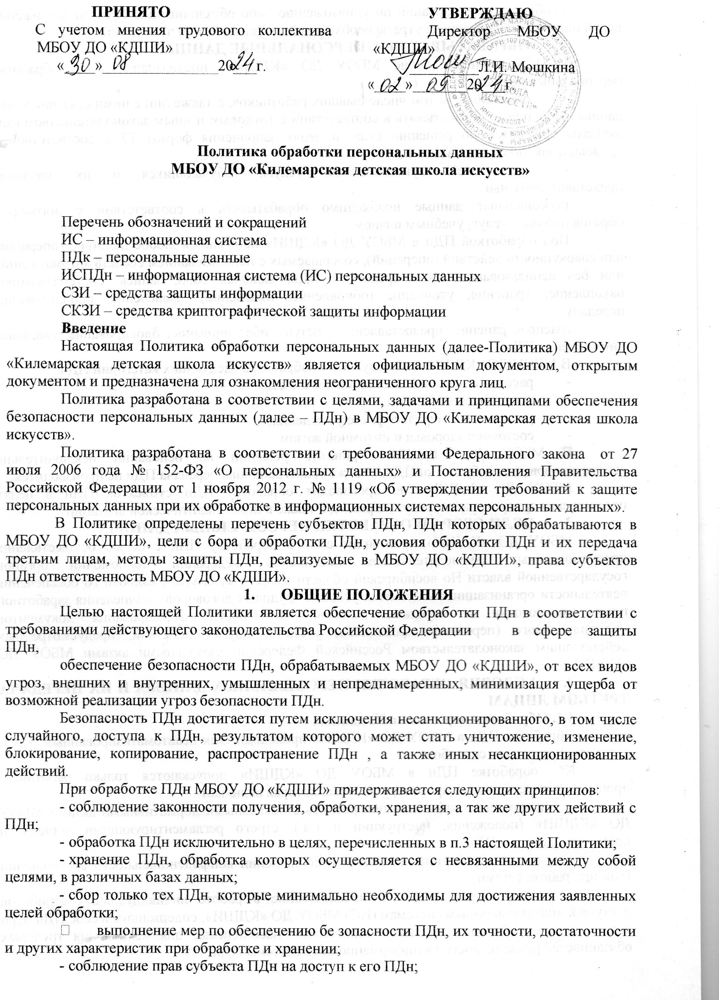 ПРИНЯТО
С учетом мнения трудового коллектива
МБОУ ДО «КДШИ»
«30» 08 2024 г.
УТВЕРЖДАЮ
Директор МБОУ ДО
«КДШИ»
Л.И. Мошкина
«02» 09 2024 г.
«КИЛЕМАРСКАЯ
ДЕТСКАЯ
ШКОЛА
ИСКУССТВ»
Политика обработки персональных данных
МБОУ ДО «Килемарская детская школа искусств»
Перечень обозначений и сокращений
ИС – информационная система
ПДк – персональные данные
ИСПДн – информационная система (ИС) персональных данных
СЗИ – средства защиты информации
СКЗИ – средства криптографической защиты информации
Введение
Настоящая Политика обработки персональных данных (далее-Политика) МБОУ ДО
«Килемарская детская школа искусств» является официальным документом, открытым
документом и предназначена для ознакомления неограниченного круга лиц.
Политика разработана в соответствии с целями, задачами и принципами обеспечения
безопасности персональных данных (далее – ПДн) в МБОУ ДО «Килемарская детская школа
искусств».
Политика разработана в соответствии с требованиями Федерального закона от 27
июля 2006 года № 152-ФЗ «О персональных данных» и Постановления Правительства
Российской Федерации от 1 ноября 2012 г. № 1119 «Об утверждении требований к защите
персональных данных при их обработке в информационных системах персональных данных».
В Политике определены перечень субъектов ПДн, ПДн которых обрабатываются в
МБОУ ДО «КДШИ», цели с бора и обработки ПДн, условия обработки ПДн и их передача
третьим лицам, методы защиты ПДн, реализуемые в МБОУ ДО «КДШИ», права субъектов
ПДн ответственность МБОУ ДО «КДШИ».
1. ОБЩИЕ ПОЛОЖЕНИЯ
Целью настоящей Политики является обеспечение обработки ПДн в соответствии с
требованиями действующего законодательства Российской Федерации в сфере защиты
ПДн,
обеспечение безопасности ПДн, обрабатываемых МБОУ ДО «КДШИ», от всех видов
угроз, внешних и внутренних, умышленных и непреднамеренных, минимизация ущерба от
возможной реализации угроз безопасности ПДн.
Безопасность ПДн достигается путем исключения несанкционированного, в том числе
случайного, доступа к ПДн, результатом которого может стать уничтожение, изменение,
блокирование, копирование, распространение ПДн , а также иных несанкционированных
действий.
При обработке ПДн МБОУ ДО «КДШИ» придерживается следующих принципов:
- соблюдение законности получения, обработки, хранения, а так же других действий с
ПДн;
- обработка ПДн исключительно в целях, перечисленных в п.3 настоящей Политики;
- хранение ПДн, обработка которых осуществляется с несвязанными между собой
целями, в различных базах данных;
- сбор только тех ПДн, которые минимально необходимы для достижения заявленных
целей обработки;
выполнение мер по обеспечению бе зопасности ПДн, их точности, достаточности
и других характеристик при обработке и хранении;
- соблюдение прав субъекта ПДн на доступ к его ПДн;